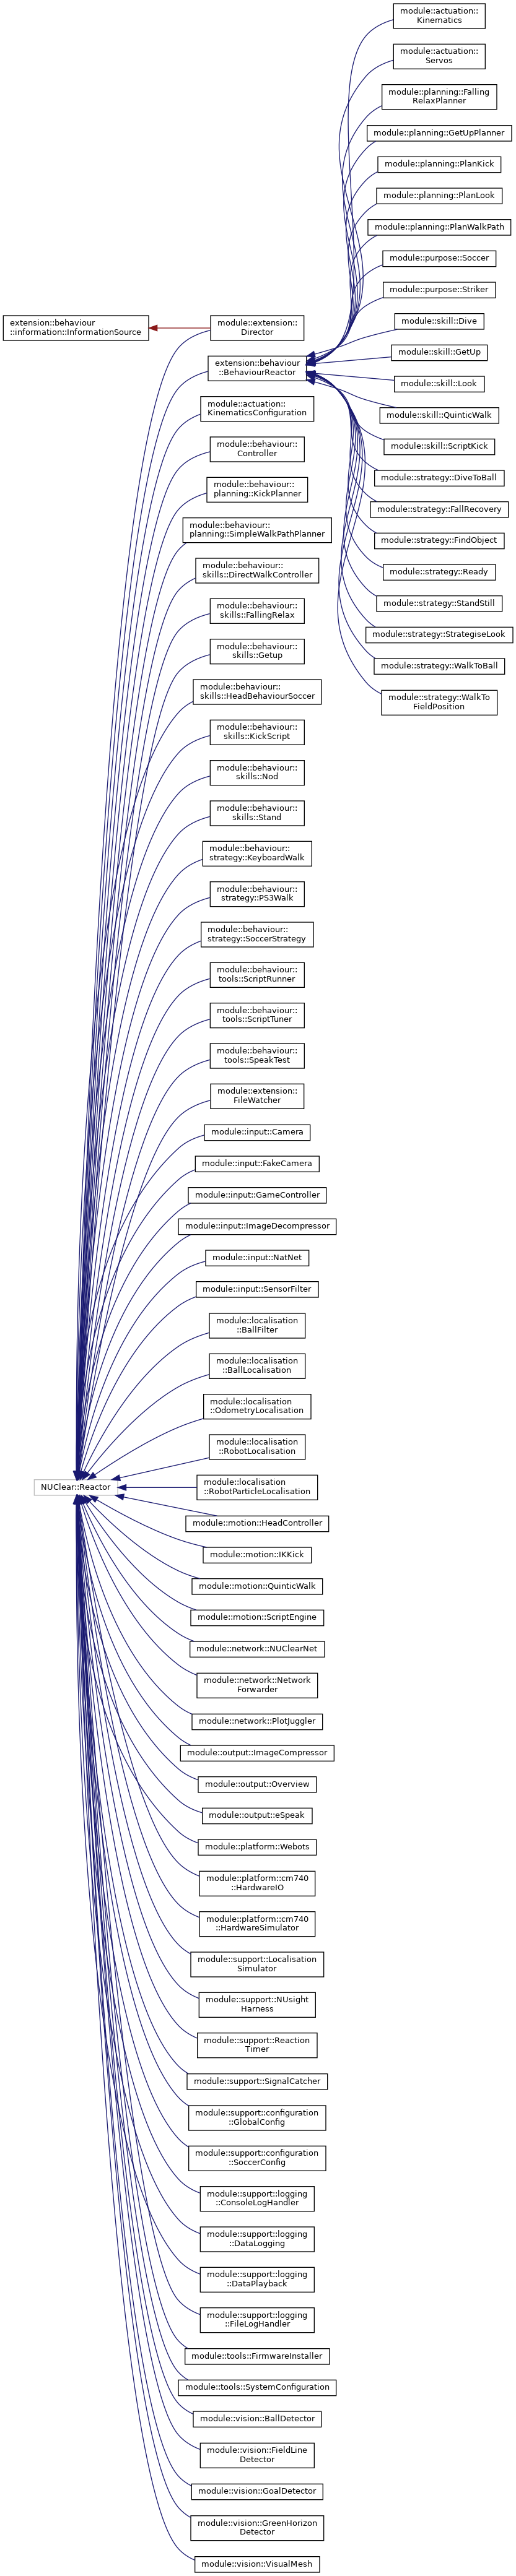 module::actuation::
Kinematics
module::actuation::
Servos
module::planning::Falling
RelaxPlanner
module::planning::GetUpPlanner
module::planning::PlanKick
module::planning::PlanLook
module::planning::PlanWalkPath
module::purpose::Soccer
module::purpose::Striker
module::skill::Dive
module::skill::GetUp
module::skill::Look
module::skill::QuinticWalk
module::skill::ScriptKick
module::strategy::DiveToBall
module::strategy::FallRecovery
module::strategy::FindObject
module::strategy::Ready
module::strategy::StandStill
module::strategy::StrategiseLook
module::strategy::WalkToBall
module::strategy::WalkTo
FieldPosition
extension::behaviour
::information::InformationSource
module::extension::
Director
extension::behaviour
::BehaviourReactor
module::actuation::
KinematicsConfiguration
module::behaviour::
Controller
module::behaviour::
planning::KickPlanner
module::behaviour::
planning::SimpleWalkPathPlanner
module::behaviour::
skills::DirectWalkController
module::behaviour::
skills::FallingRelax
module::behaviour::
skills::Getup
module::behaviour::
skills::HeadBehaviourSoccer
module::behaviour::
skills::KickScript
module::behaviour::
skills::Nod
module::behaviour::
skills::Stand
module::behaviour::
strategy::KeyboardWalk
module::behaviour::
strategy::PS3Walk
module::behaviour::
strategy::SoccerStrategy
module::behaviour::
tools::ScriptRunner
module::behaviour::
tools::ScriptTuner
module::behaviour::
tools::SpeakTest
module::extension::
FileWatcher
module::input::Camera
module::input::FakeCamera
module::input::GameController
module::input::ImageDecompressor
module::input::NatNet
module::input::SensorFilter
module::localisation
::BallFilter
module::localisation
::BallLocalisation
module::localisation
::OdometryLocalisation
module::localisation
::RobotLocalisation
NUClear::Reactor
module::localisation
::RobotParticleLocalisation
module::motion::HeadController
module::motion::IKKick
module::motion::QuinticWalk
module::motion::ScriptEngine
module::network::NUClearNet
module::network::Network
Forwarder
module::network::PlotJuggler
module::output::ImageCompressor
module::output::Overview
module::output::eSpeak
module::platform::Webots
module::platform::cm740
::HardwareIO
module::platform::cm740
::HardwareSimulator
module::support::Localisation
Simulator
module::support::NUsight
Harness
module::support::Reaction
Timer
module::support::SignalCatcher
module::support::configuration
::GlobalConfig
module::support::configuration
::SoccerConfig
module::support::logging
::ConsoleLogHandler
module::support::logging
::DataLogging
module::support::logging
::DataPlayback
module::support::logging
::FileLogHandler
module::tools::FirmwareInstaller
module::tools::SystemConfiguration
module::vision::BallDetector
module::vision::FieldLine
Detector
module::vision::GoalDetector
module::vision::GreenHorizon
Detector
module::vision::VisualMesh